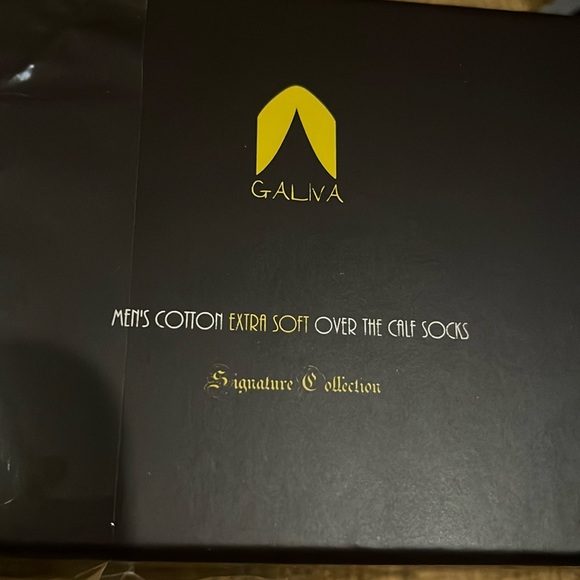 GALIVA
MEN'S COTTON EXTRA SOFT OVER THE CALF SOCKS
Signature Collection